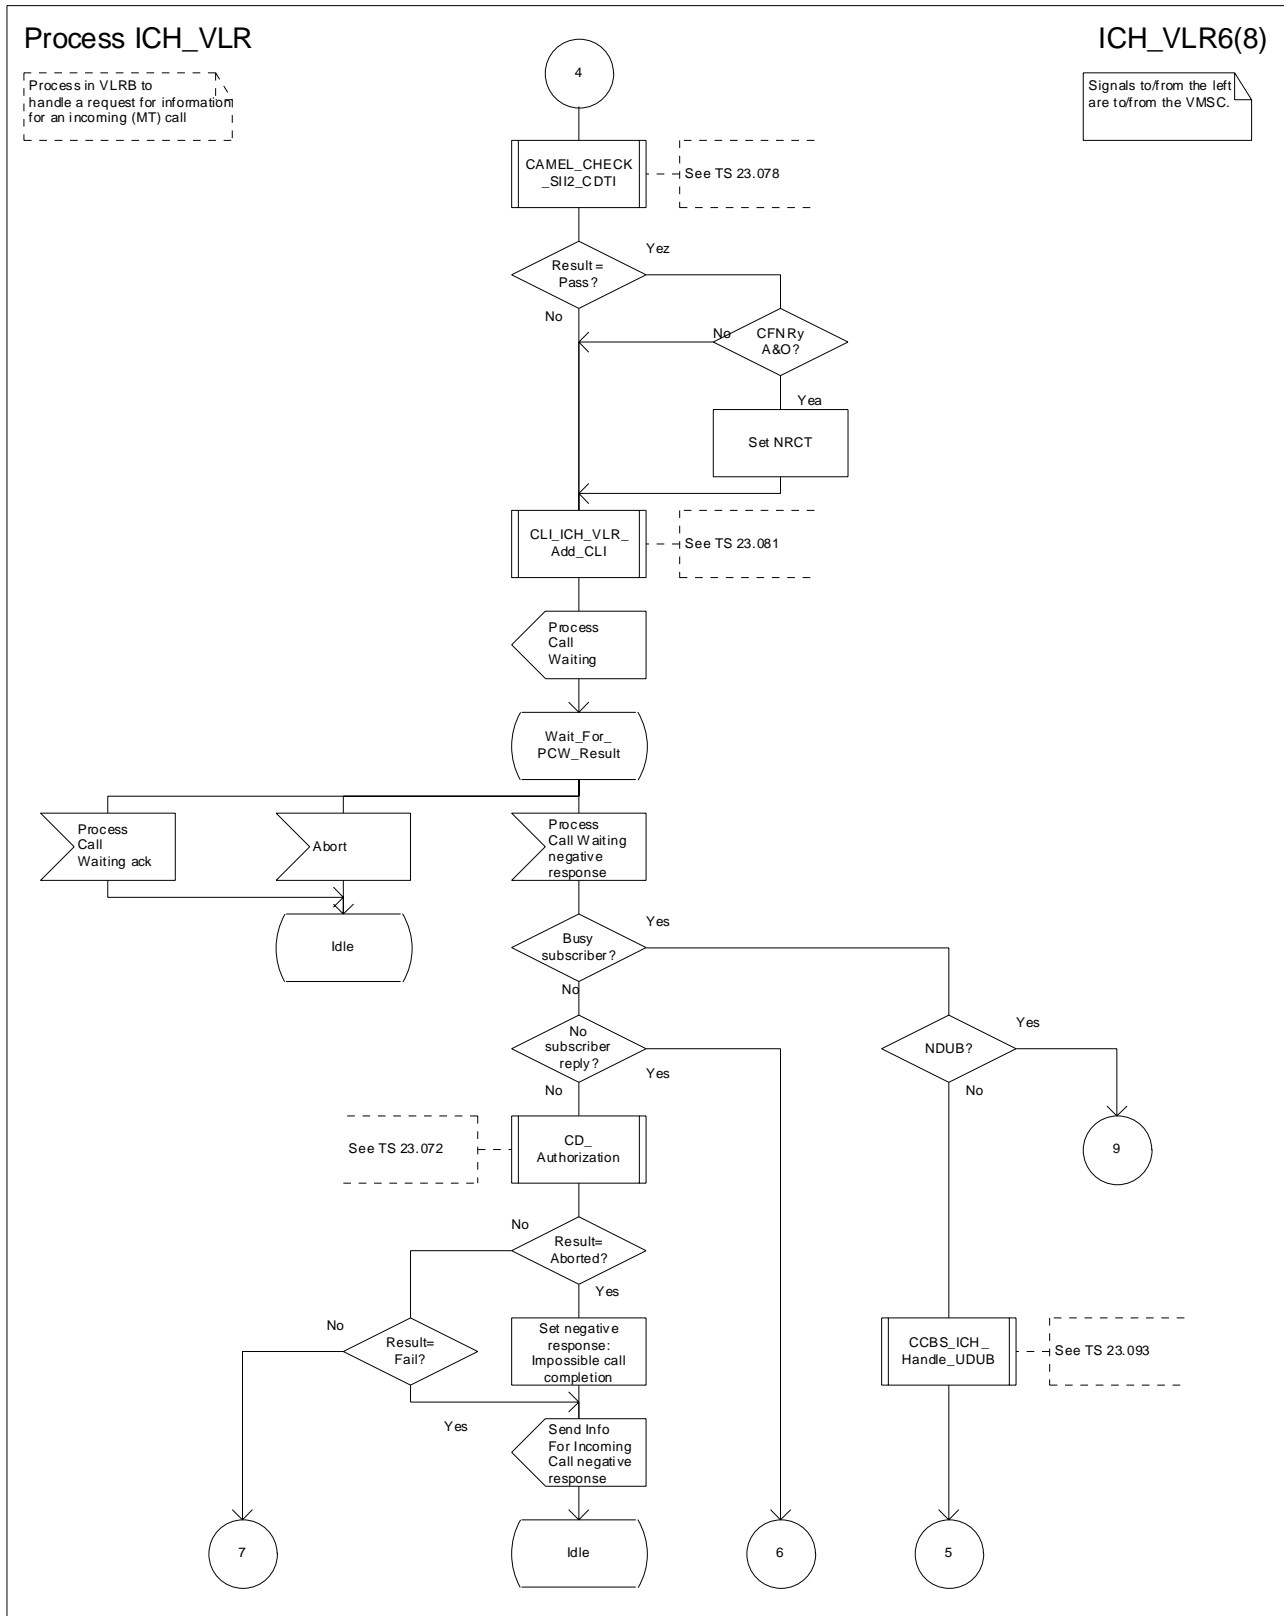 Process ICH_VLR
ICH_VLR6(8)
Process in VLRB to
handle a request for information
for an incoming (MT) call
Signals to/from the left
are to/from the VMSC.
4
CAMEL_CHECK
_SII2_CDTI
See TS 23.078
Yez
Result=
Pass?
No
No
CFNRy
A&O?
Yea
Set NRCT
CLI_ICH_VLR_
Add_CLI
See TS 23.081
Process
Call
Waiting
Wait_For_
PCW_Result
Process
Call
Waiting ack
Abort
Process
Call Waiting
negative
response
Idle
Busy
subscriber?
Yes
No
No
subscriber
reply?
Yes
No
NDUB?
Yes
No
9
See TS 23.072
CD_
Authorization
No
Result=
Aborted?
Yes
No
Result=
Fail?
Yes
Set negative
response:
Impossible call
completion
CCBS_ICH_
Handle_UDUB
See TS 23.093
Send Info
For Incoming
Call negative
response
7
Idle
6
5